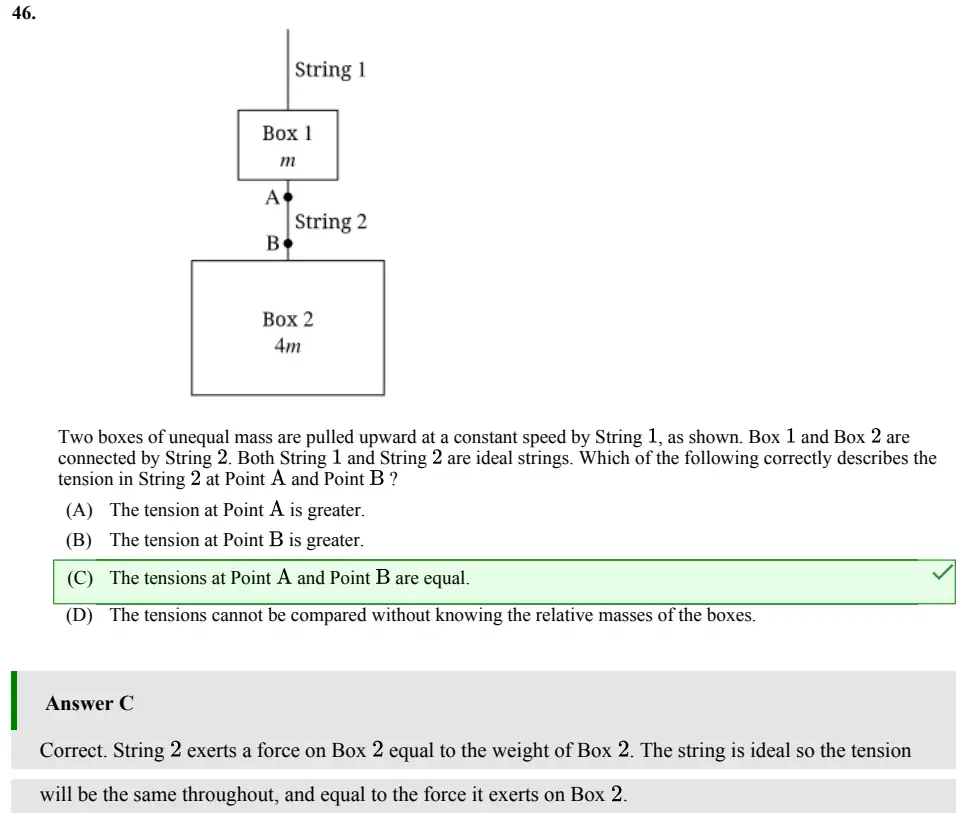 46.
String 1
Box 1
m
A
String 2
B
Box 2
4m
Two boxes of unequal mass are pulled upward at a constant speed by String 1, as shown. Box 1 and Box 2 are
connected by String 2. Both String 1 and String 2 are ideal strings. Which of the following correctly describes the
tension in String 2 at Point A and Point B ?
(A) The tension at Point A is greater.
(B) The tension at Point B is greater.
(C) The tensions at Point A and Point B are equal.
(D) The tensions cannot be compared without knowing the relative masses of the boxes.
Answer C
Correct. String 2 exerts a force on Box 2 equal to the weight of Box 2. The string is ideal so the tension
will be the same throughout, and equal to the force it exerts on Box 2.